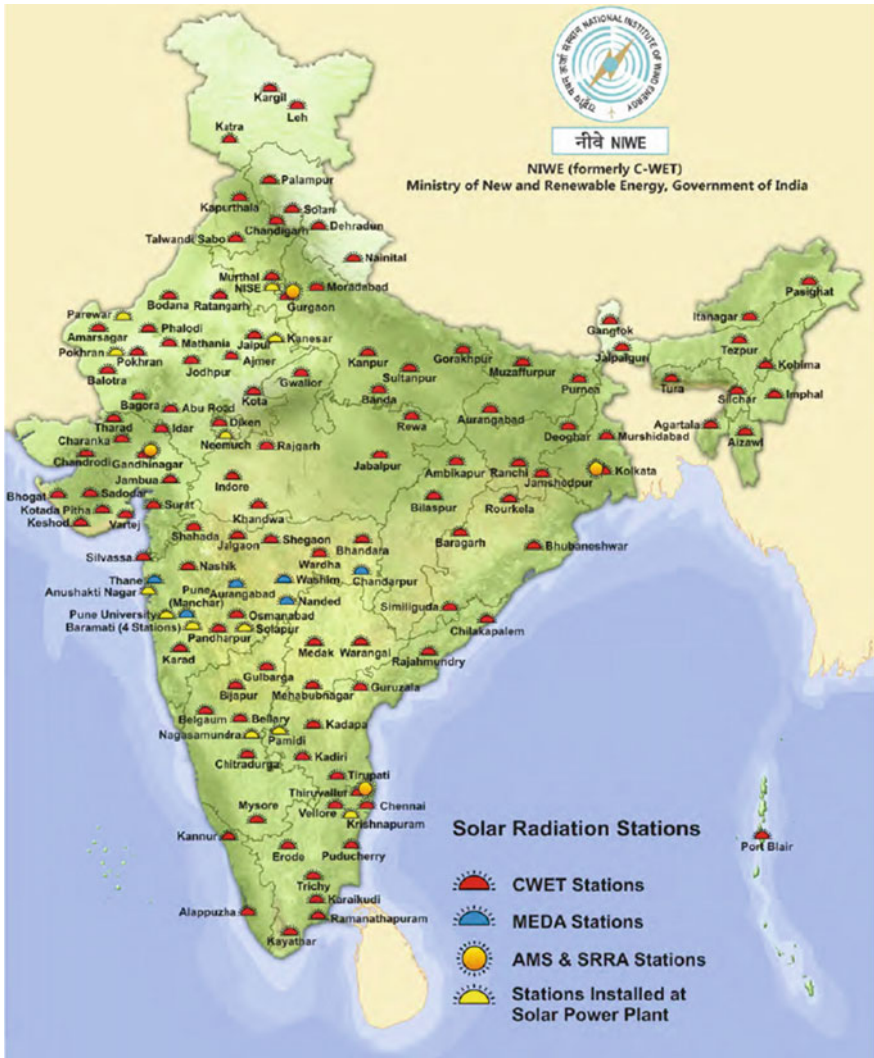 राष्ट्रीय पवन ऊर्जा संस्थान NATIONAL INSTITUTE OF WIND ENERGY
नीवे NIWE
NIWE (formerly C-WET)
Ministry of New and Renewable Energy, Government of India
Kargil
Leh
Katra
Palampur
Kapurthala
Solan
Chandigarh
Dehradun
Talwandi Sabo
Nainital
Murthal
NISE
Moradabad
Gurgaon
Bodana
Ratangarh
Parewar
Amarsagar
Phalodi
Mathania
Jaipur
Kanesar
Pokhran
Pokhran
Jodhpur
Ajmer
Balotra
Kanpur
Sultanpur
Gorakhpur
Muzaffurpur
Gangtok
Jalpaiguri
Itanagar
Pasighat
Tezpur
Kohima
Purnea
Tura
Silchar
Imphal
Gwalior
Kota
Banda
Bagora
Abu Road
Rewa
Aurangabad
Deoghar
Murshidabad
Agartala
Aizawl
Tharad
Idar
Diken
Charanka
Neemuch
Rajgarh
Chandrodi
Gandhinagar
Jabalpur
Ambikapur
Ranchi
Jamshedpur
Kolkata
Jambua
Indore
Bhogat
Sadodar
Surat
Khandwa
Bilaspur
Rourkela
Kotada Pitha
Keshod
Vartej
Shahada
Jalgaon
Shegaon
Bhandara
Baragarh
Bhubaneshwar
Silvassa
Nashik
Wardha
Thane
Washim
Chandarpur
Anushakti Nagar
Pune
(Manchar)
Aurangabad
Nanded
Similiguda
Pune University
Osmanabad
Baramati (4 Stations)
Solapur
Chilakapalem
Pandharpur
Karad
Medak
Warangal
Rajahmundry
Gulbarga
Bijapur
Mehabubnagar
Guruzala
Belgaum
Bellary
Kadapa
Nagasamundra
Pamidi
Chitradurga
Kadiri
Tirupati
Thiruvallur
Mysore
Vellore
Chennai
Krishnapuram
Kannur
Erode
Puducherry
Port Blair
Trichy
Karaikudi
Alappuzha
Ramanathapuram
Kayathar
Solar Radiation Stations
CWET Stations
MEDA Stations
AMS & SRRA Stations
Stations Installed at
Solar Power Plant